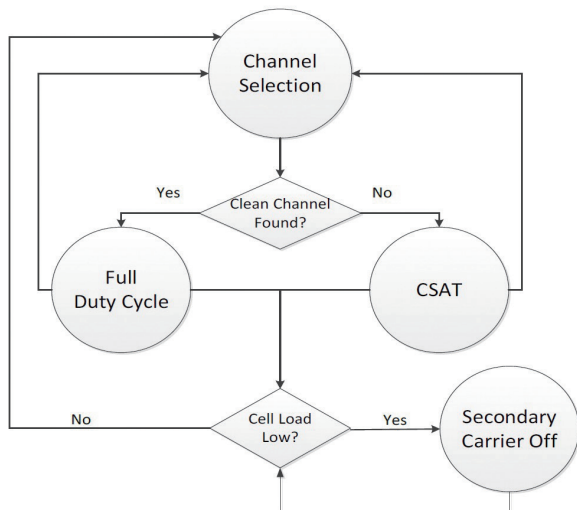 Channel
Selection
Yes
No
Clean Channel
Found?
Full
Duty Cycle
CSAT
No
Cell Load
Low?
Yes
Secondary
Carrier Off